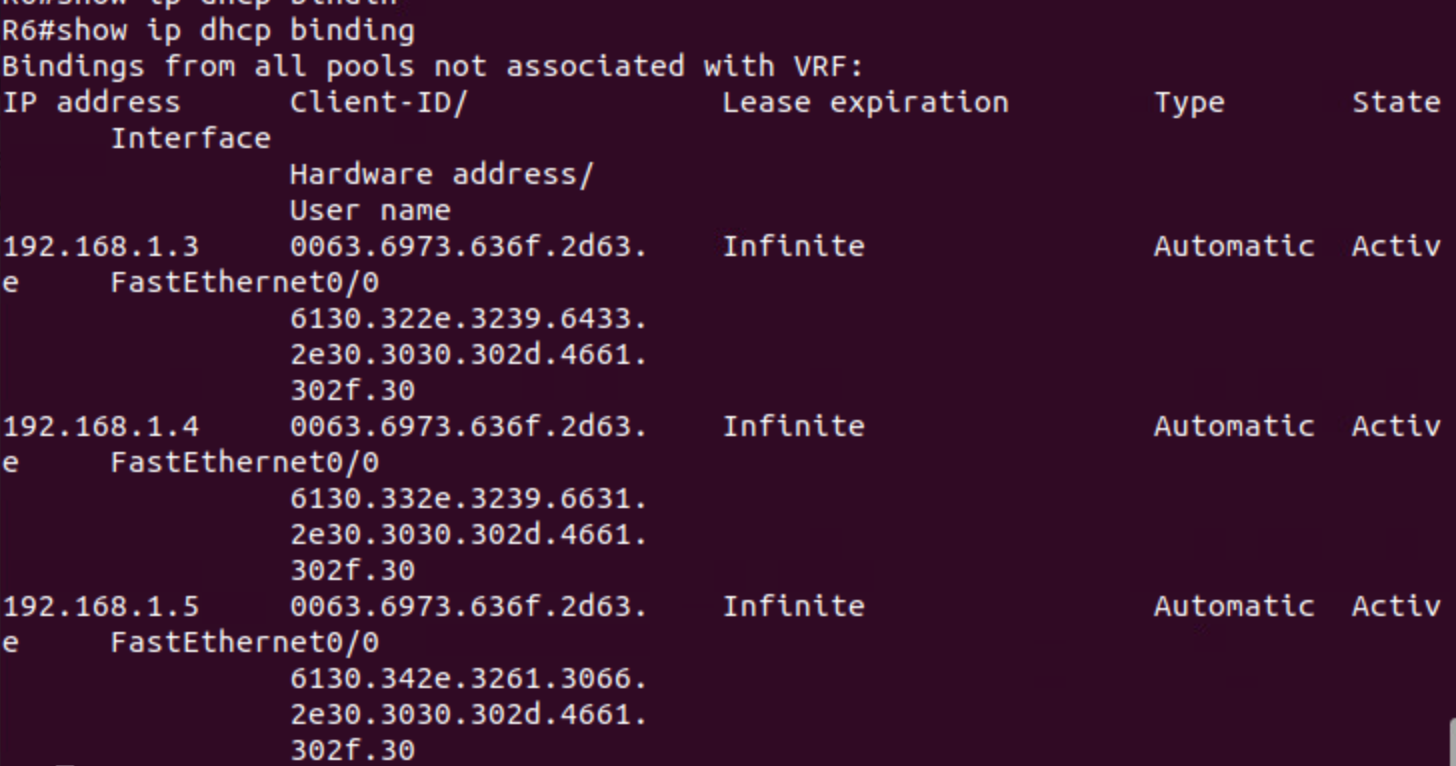 R6#show ip dhcp bindin
R6#show ip dhcp binding
Bindings from all pools not associated with VRF:
IP address      Client-ID/              Lease expiration        Type       State
      Interface
                Hardware address/
                User name
192.168.1.3     0063.6973.636f.2d63.    Infinite                Automatic  Activ
e     FastEthernet0/0
                6130.322e.3239.6433.
                2e30.3030.302d.4661.
                302f.30
192.168.1.4     0063.6973.636f.2d63.    Infinite                Automatic  Activ
e     FastEthernet0/0
                6130.332e.3239.6631.
                2e30.3030.302d.4661.
                302f.30
192.168.1.5     0063.6973.636f.2d63.    Infinite                Automatic  Activ
e     FastEthernet0/0
                6130.342e.3261.3066.
                2e30.3030.302d.4661.
                302f.30